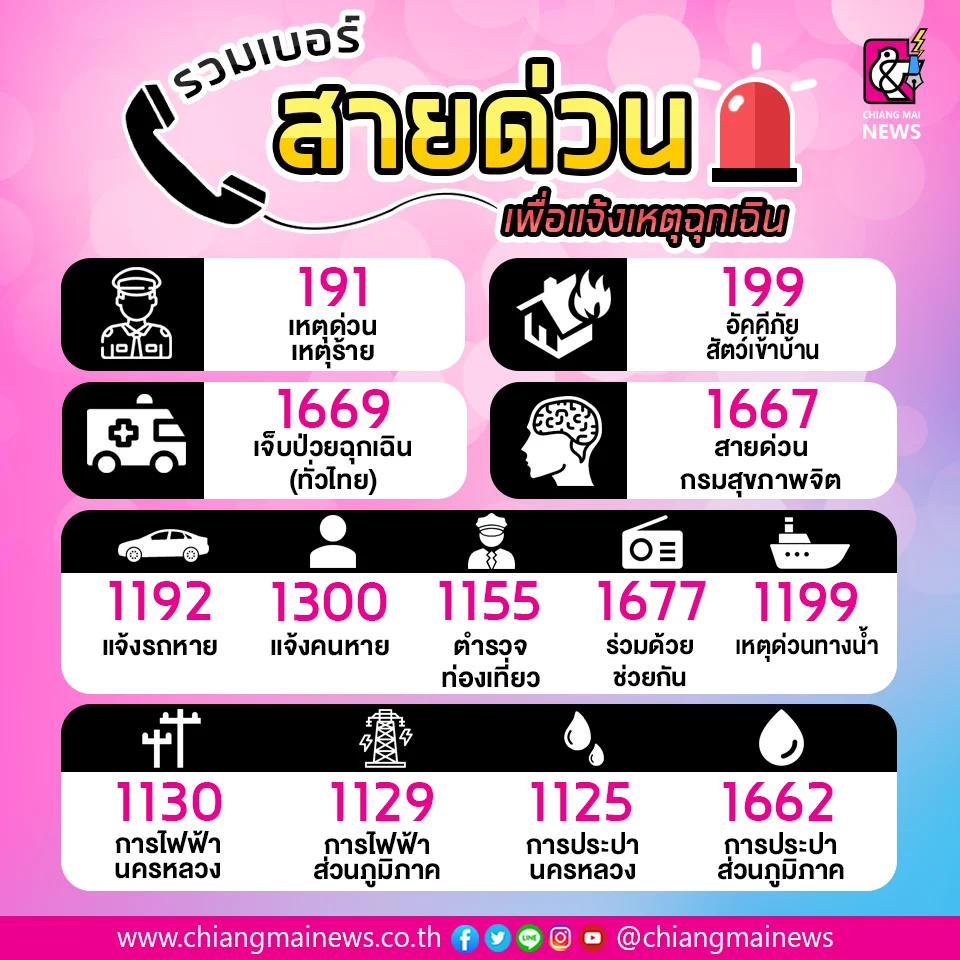 รวมเบอร์
สายด่วน
เพื่อแจ้งเหตุฉุกเฉิน
CHIANG MAI
NEWS
191
เหตุด่วน
เหตุร้าย
199
อัคคีภัย
สัตว์เข้าบ้าน
1669
เจ็บป่วยฉุกเฉิน
(ทั่วไทย)
1667
สายด่วน
กรมสุขภาพจิต
1192
แจ้งรถหาย
1300
แจ้งคนหาย
1155
ตำรวจ
ท่องเที่ยว
1677
ร่วมด้วย
ช่วยกัน
1199
เหตุด่วนทางน้ำ
1130
การไฟฟ้า
นครหลวง
1129
การไฟฟ้า
ส่วนภูมิภาค
1125
การประปา
นครหลวง
1662
การประปา
ส่วนภูมิภาค
www.chiangmainews.co.th @chiangmainews